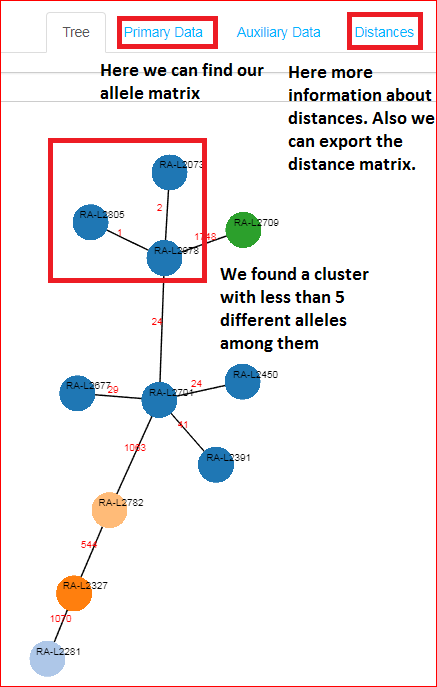 Tree Primary Data Auxiliary Data Distances
Here we can find our
allele matrix
Here more
information about
distances. Also we
can export the
distance matrix.
RA-L2073
RA-L2805
2
1
RA-L2709
1748
RA-L2978
We found a cluster
with less than 5
different alleles
among them
24
RA-L2677
29
RA-L2701
24
RA-L2450
41
RA-L2391
1063
RA-L2782
544
RA-L2327
1070
RA-L2281